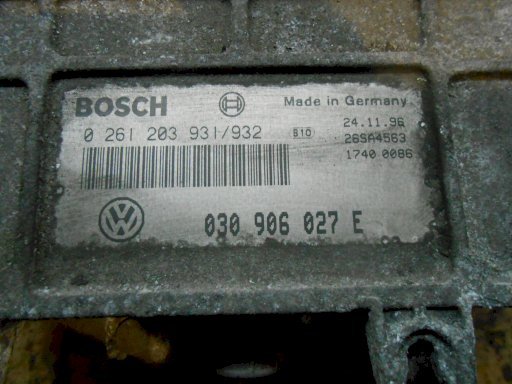 BOSCH Made in Germany
0 261 203 931/932 B10 24.11.96
26SA4563
1740 0086
VW 030 906 027 E